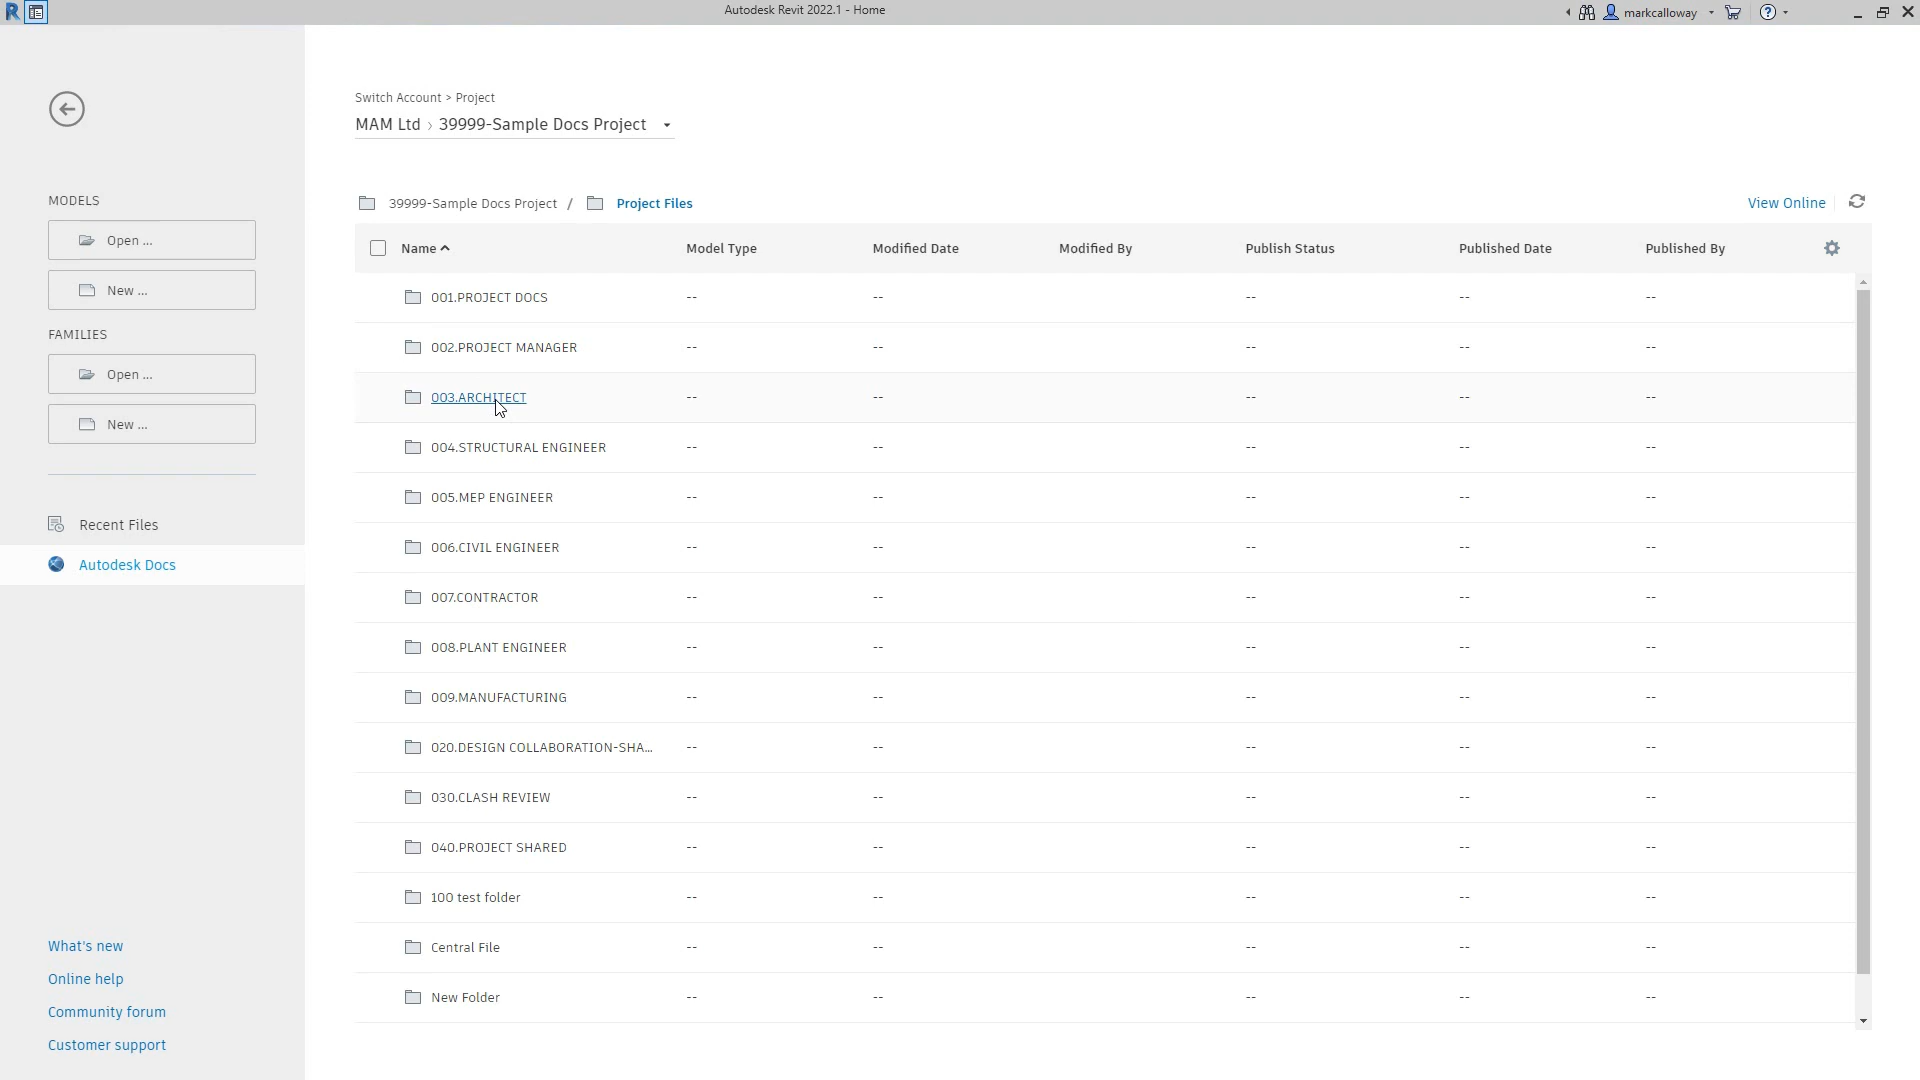 Autodesk Revit 2022.1 - Home
markcalloway
Switch Account > Project
MAM Ltd › 39999-Sample Docs Project
MODELS
Open ...
New ...
FAMILIES
Open ...
New ...
Recent Files
Autodesk Docs
What's new
Online help
Community forum
Customer support
39999-Sample Docs Project / Project Files
View Online
Name Model Type Modified Date Modified By Publish Status Published Date Published By
001.PROJECT DOCS -- -- -- -- --
002.PROJECT MANAGER -- -- -- -- --
003.ARCHITECT -- -- -- -- --
004.STRUCTURAL ENGINEER -- -- -- -- --
005.MEP ENGINEER -- -- -- -- --
006.CIVIL ENGINEER -- -- -- -- --
007.CONTRACTOR -- -- -- -- --
008.PLANT ENGINEER -- -- -- -- --
009.MANUFACTURING -- -- -- -- --
020.DESIGN COLLABORATION-SHA... -- -- -- -- --
030.CLASH REVIEW -- -- -- -- --
040.PROJECT SHARED -- -- -- -- --
100 test folder -- -- -- -- --
Central File -- -- -- -- --
New Folder -- -- -- -- --